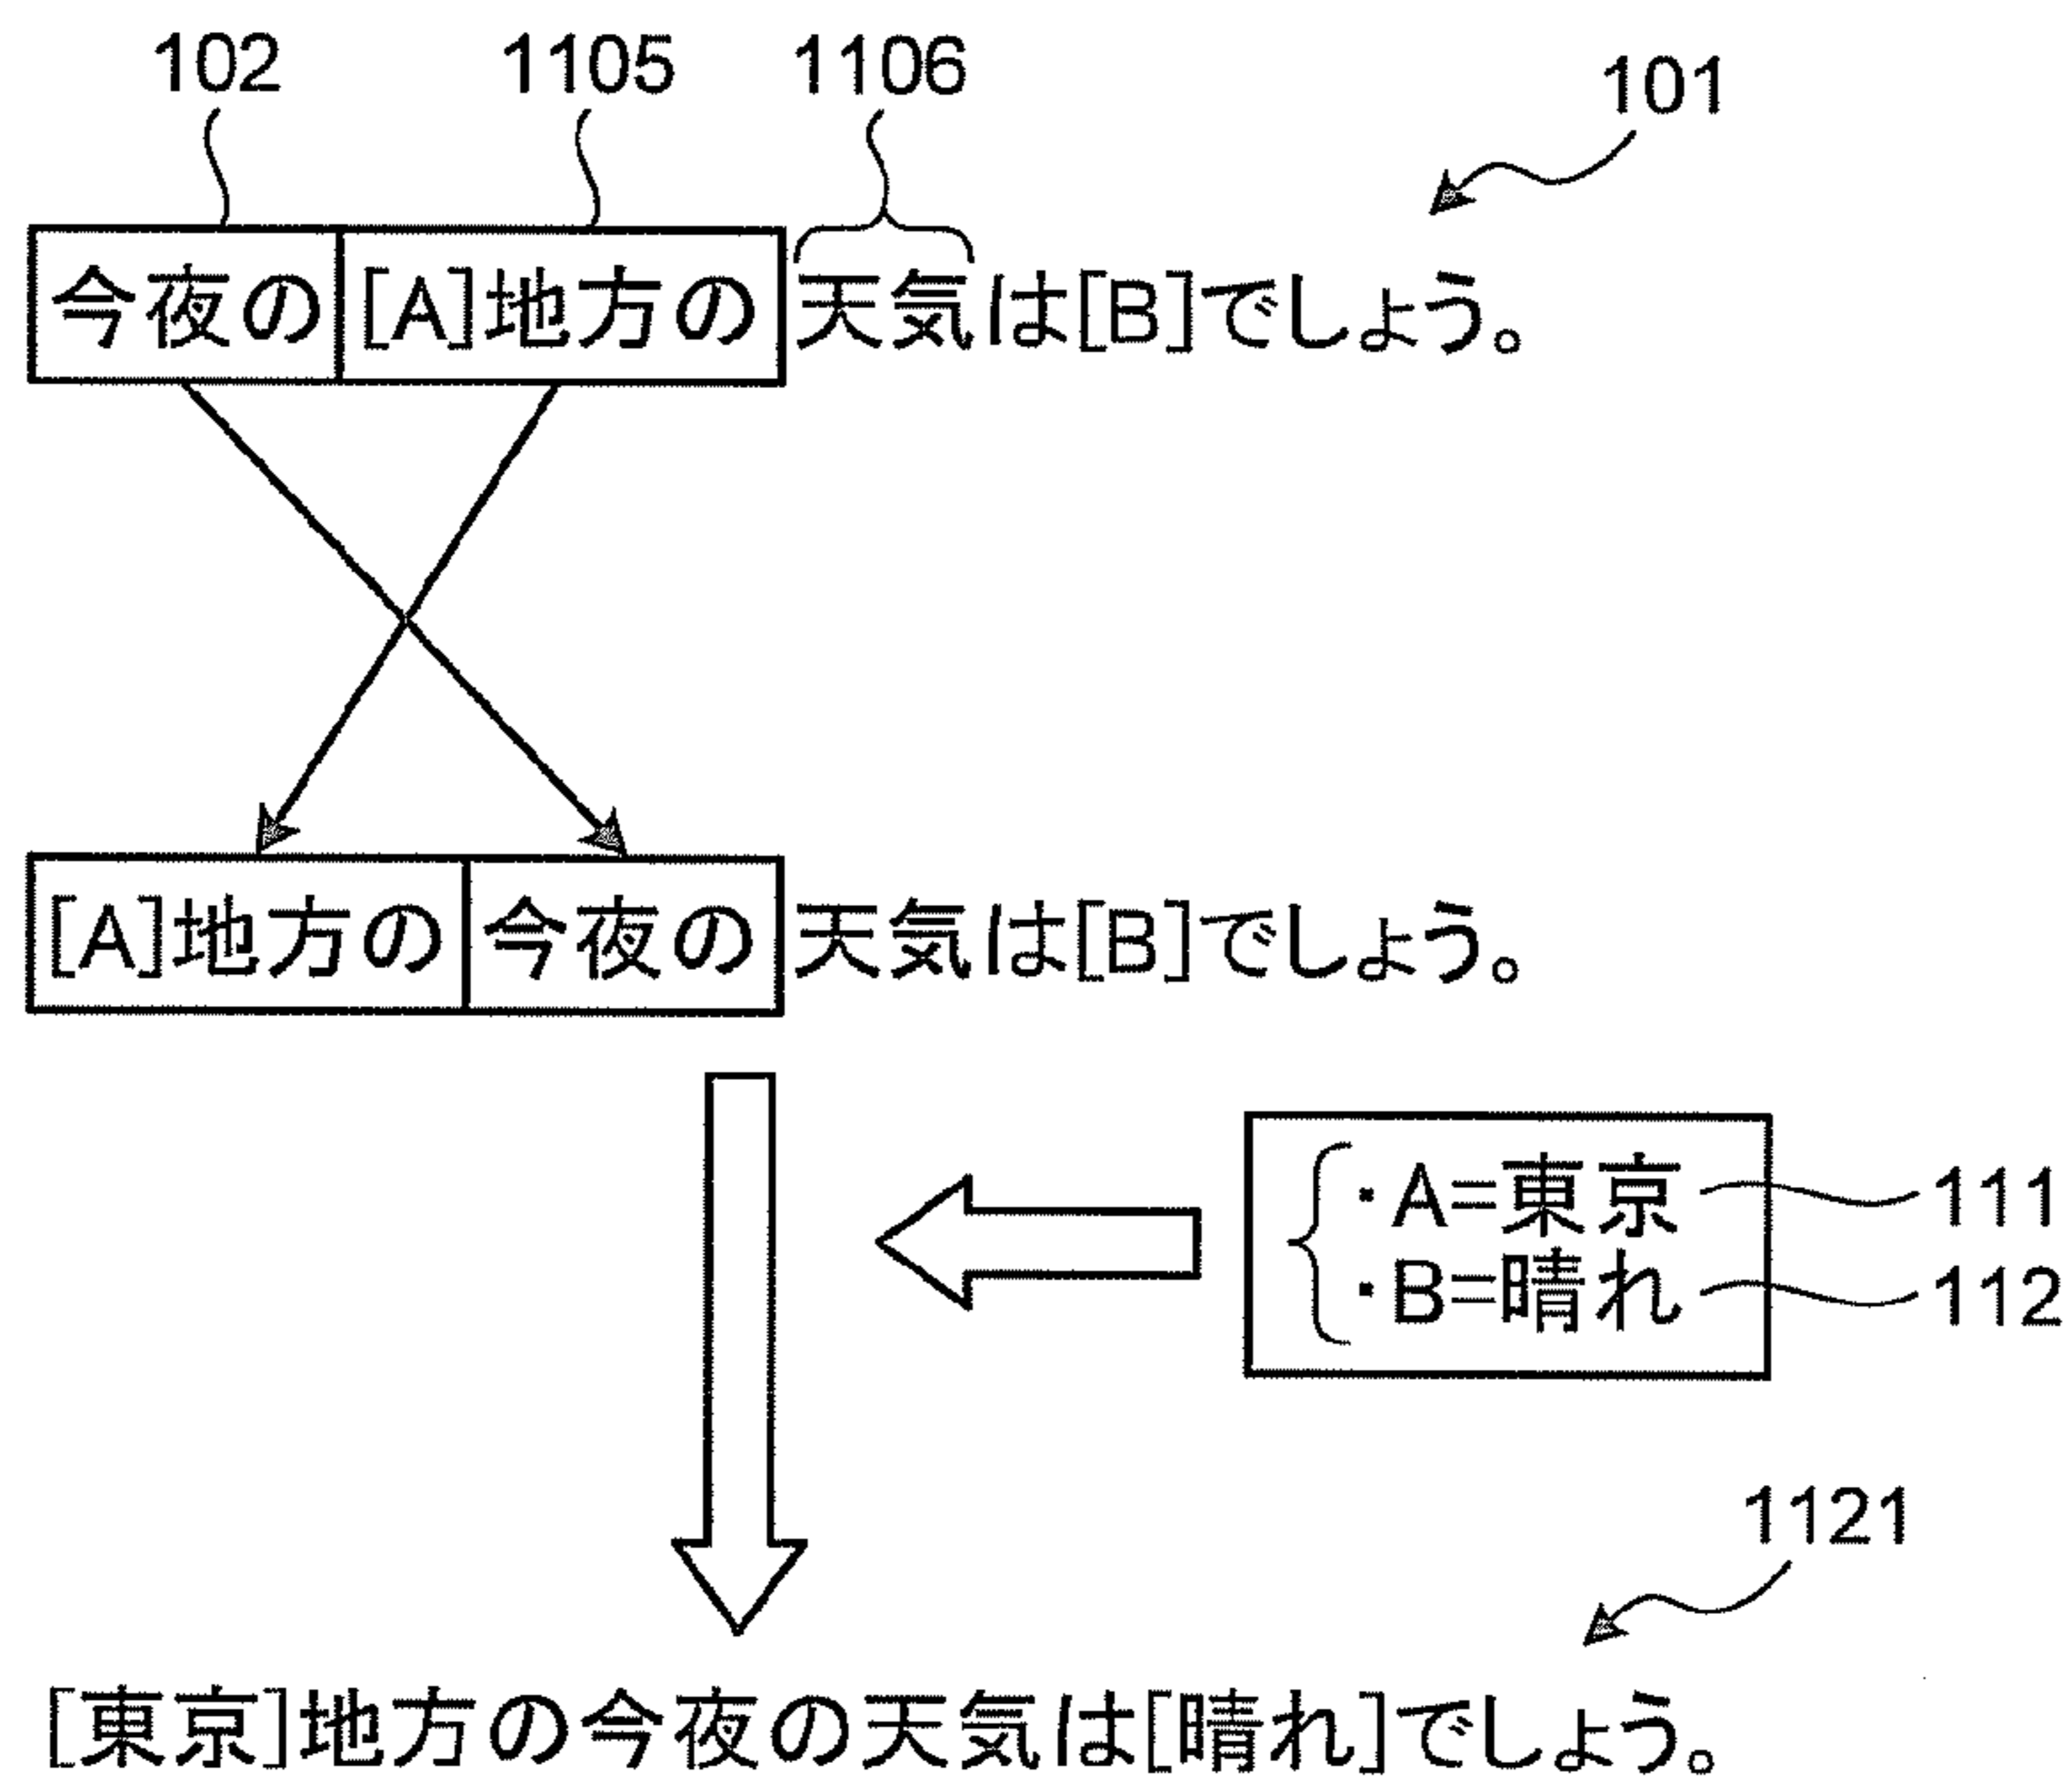 102 1105 1106 101
今夜の[A]地方の天気は[B]でしょう。
[A]地方の今夜の天気は[B]でしょう。
・A=東京 111
・B=晴れ 112
1121
[東京]地方の今夜の天気は[晴れ]でしょう。